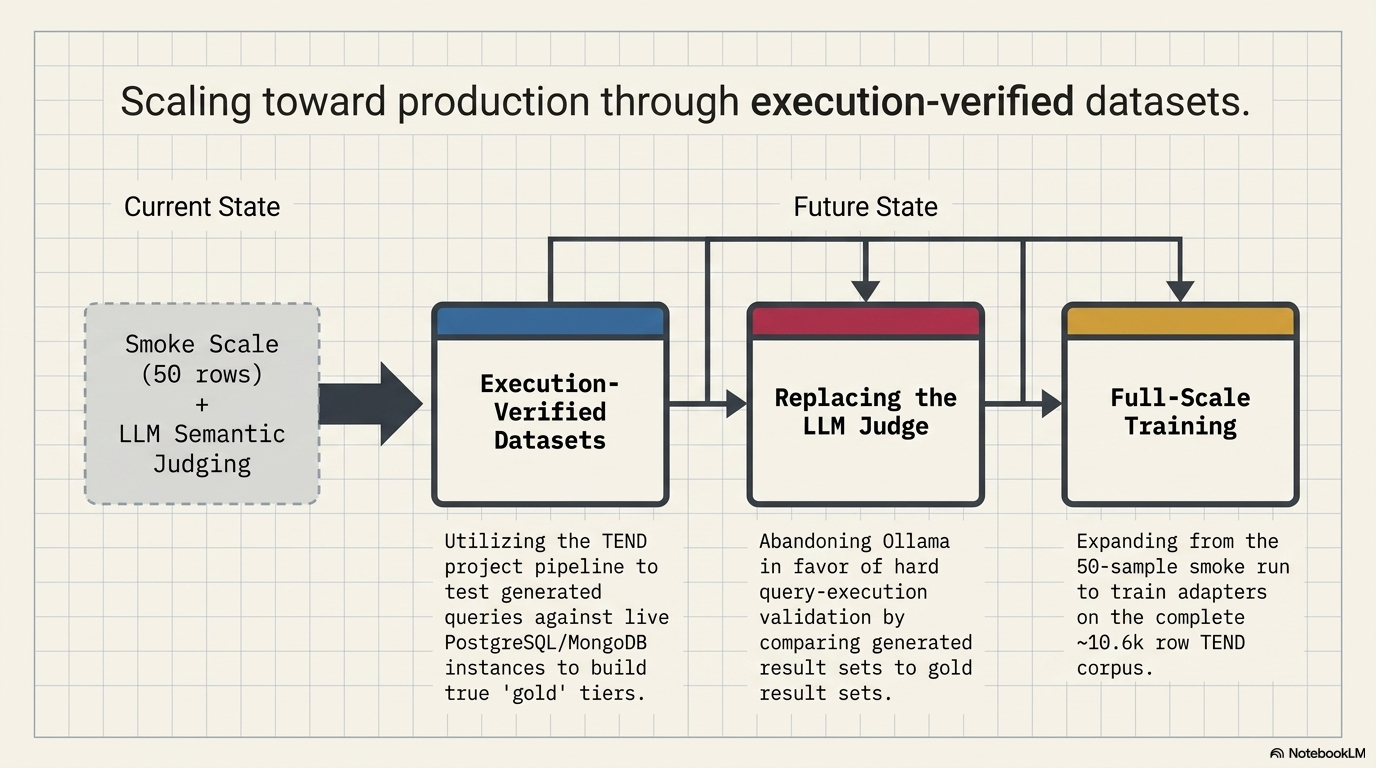 Scaling toward production through execution-verified datasets.
Current State
Future State
Smoke Scale
(50 rows)
+
LLM Semantic
Judging
Execution-
Verified
Datasets
Replacing the
LLM Judge
Full-Scale
Training
Utilizing the TEND
project pipeline to
test generated
queries against live
PostgreSQL/MongoDB
instances to build
true 'gold' tiers.
Abandoning Ollama
in favor of hard
query-execution
validation by
comparing generated
result sets to gold
result sets.
Expanding from the
50-sample smoke run
to train adapters
on the complete
~10.6k row TEND
corpus.
NotebookLM